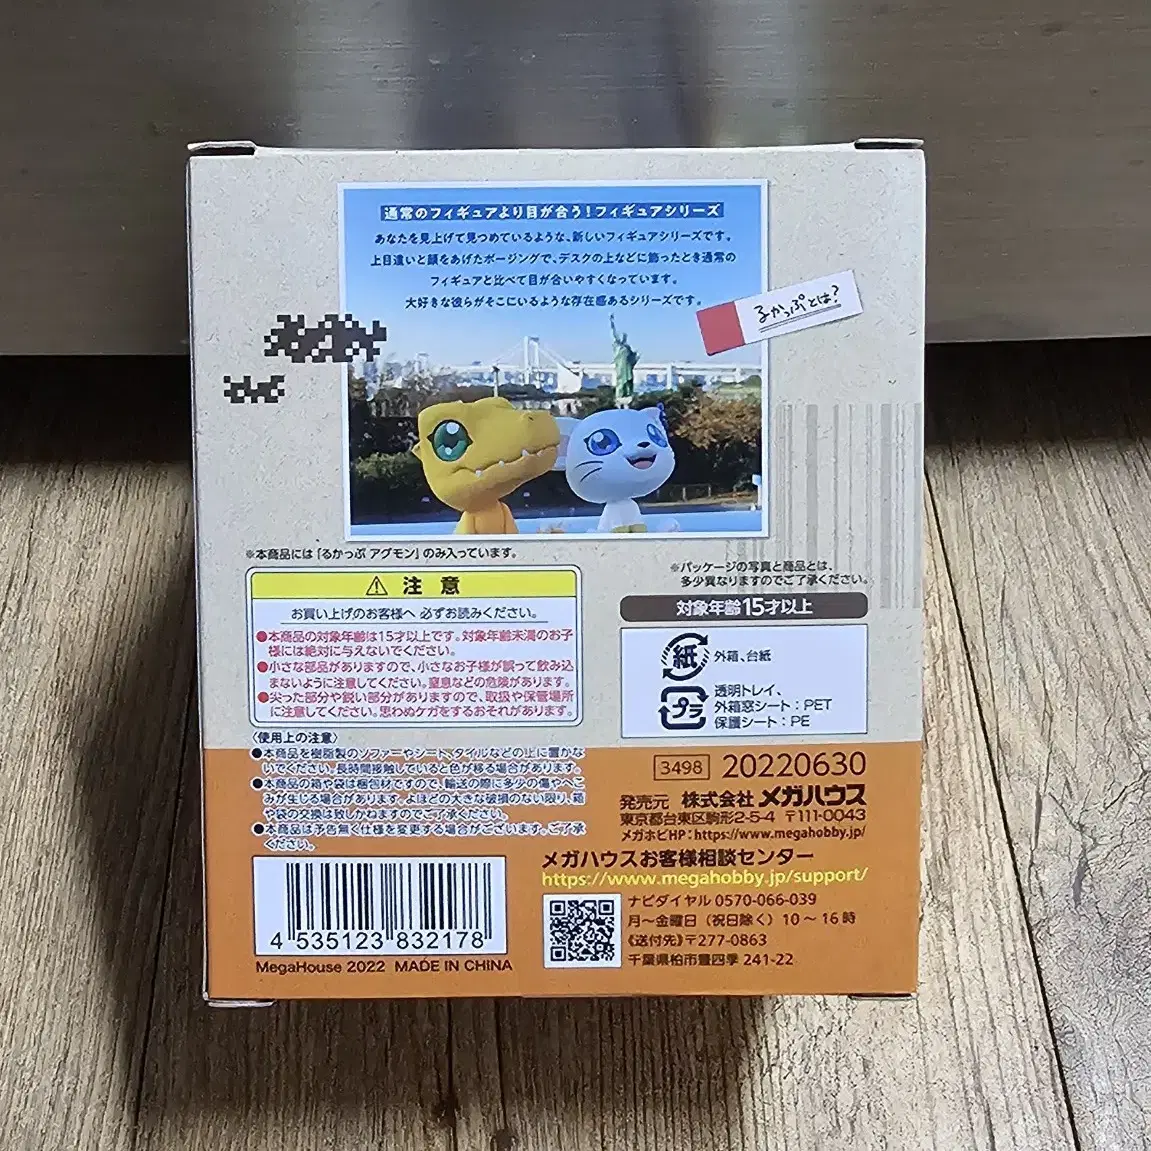 通常のフィギュアより目が合う!フィギュアシリーズ
あなたを見上げて見つめているような、新しいフィギュアシリーズです。
上目遣いと顔をあげたポージングで、デスクの上などに飾ったとき通常の
フィギュアと比べて目が合いやすくなっています。
大好きな彼らがそこにいるような存在感あるシリーズです。
るかっぷとは?
※本商品には「るかっぷ アグモン」のみ入っています。
※パッケージの写真と商品とは、
多少異なりますのでご了承ください。
注意
お買い上げのお客様へ 必ずお読みください。
●本商品の対象年齢は15才以上です。対象年齢未満のお子
様には絶対に与えないでください。
●小さな部品がありますので、小さなお子様が誤って飲み込
まないように注意してください。窒息などの危険があります。
●尖った部分や鋭い部分がありますので、取扱や保管場所
に注意してください。思わぬケガをするおそれがあります。
対象年齢15才以上
紙 外箱、台紙
プラ 透明トレイ、
外箱窓シート:PET
保護シート:PE
〈使用上の注意〉
●本商品を樹脂製のソファーやシート、タイルなどの上に置かな
いでください。長時間接触していると色が移る場合があります。
●本商品の箱や袋は梱包材ですので、輸送の際に多少の傷やへこ
みが生じる場合があります。よほどの大きな破損のない限り、箱
や袋の交換は致しかねますのでご了承ください。
●本商品は予告無く仕様を変更する場合がございます。ご了承
ください。
3498 20220630
発売元 株式会社メガハウス
東京都台東区駒形2-5-4 〒111-0043
メガホビHP:https://www.megahobby.jp/
メガハウスお客様相談センター
https://www.megahobby.jp/support/
ナビダイヤル 0570-066-039
月〜金曜日(祝日除く)10〜16時
《送付先》〒277-0863
千葉県柏市豊四季 241-22
4 535123 832178
MegaHouse 2022 MADE IN CHINA